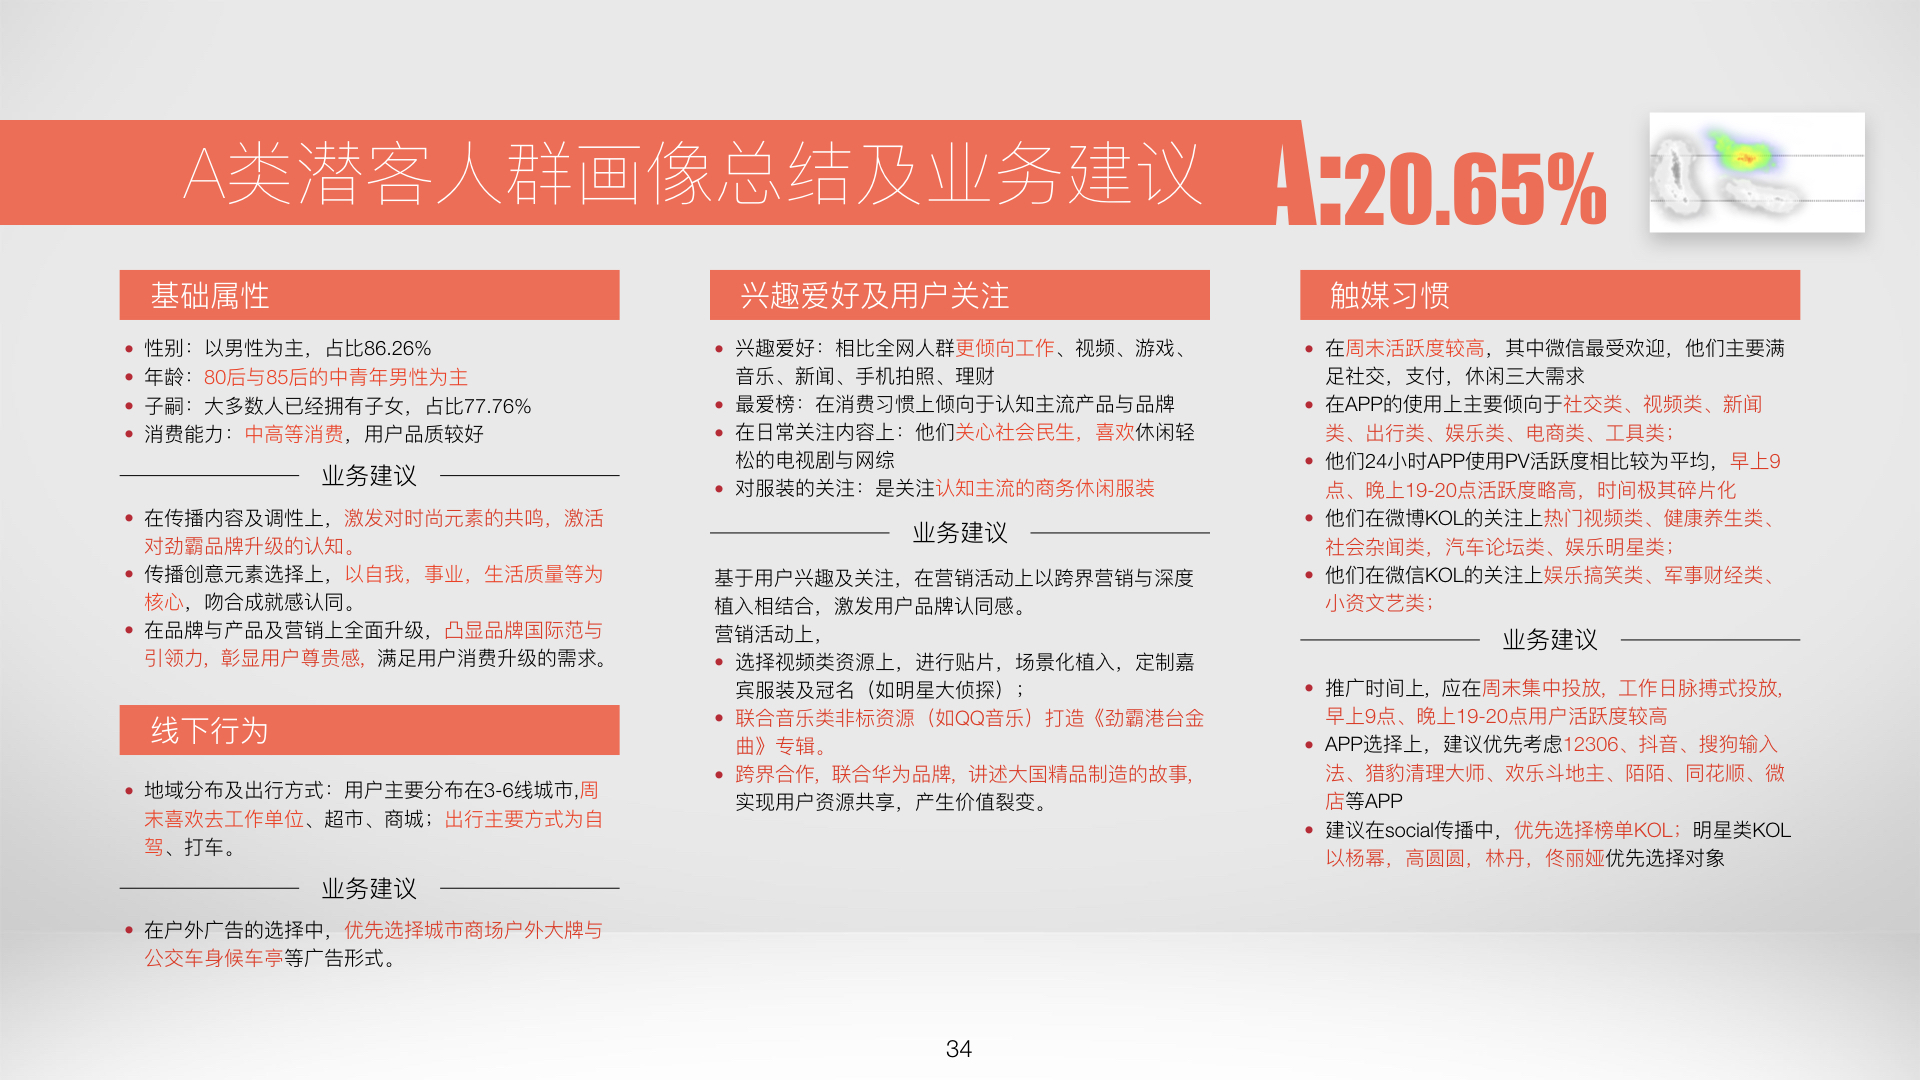 A类潜客人群画像总结及业务建议
A:20.65%
基础属性
性别：以男性为主，占比86.26%
年龄：80后与85后的中青年男性为主
子嗣：大多数人已经拥有子女，占比77.76%
消费能力：中高等消费，用户品质较好
业务建议
在传播内容及调性上，激发对时尚元素的共鸣，激活
对劲霸品牌升级的认知。
传播创意元素选择上，以自我，事业，生活质量等为
核心，吻合成就感认同。
在品牌与产品及营销上全面升级，凸显品牌国际范与
引领力，彰显用户尊贵感，满足用户消费升级的需求。
线下行为
地域分布及出行方式：用户主要分布在3-6线城市,周
末喜欢去工作单位、超市、商城；出行主要方式为自
驾、打车。
业务建议
在户外广告的选择中，优先选择城市商场户外大牌与
公交车身候车亭等广告形式。
兴趣爱好及用户关注
兴趣爱好：相比全网人群更倾向工作、视频、游戏、
音乐、新闻、手机拍照、理财
最爱榜：在消费习惯上倾向于认知主流产品与品牌
在日常关注内容上：他们关心社会民生，喜欢休闲轻
松的电视剧与网综
对服装的关注：是关注认知主流的商务休闲服装
业务建议
基于用户兴趣及关注，在营销活动上以跨界营销与深度
植入相结合，激发用户品牌认同感。
营销活动上，
选择视频类资源上，进行贴片，场景化植入，定制嘉
宾服装及冠名（如明星大侦探）；
联合音乐类非标资源（如QQ音乐）打造《劲霸港台金
曲》专辑。
跨界合作，联合华为品牌，讲述大国精品制造的故事，
实现用户资源共享，产生价值裂变。
触媒习惯
在周末活跃度较高，其中微信最受欢迎，他们主要满
足社交，支付，休闲三大需求
在APP的使用上主要倾向于社交类、视频类、新闻
类、出行类、娱乐类、电商类、工具类；
他们24小时APP使用PV活跃度相比较为平均，早上9
点、晚上19-20点活跃度略高，时间极其碎片化
他们在微博KOL的关注上热门视频类、健康养生类、
社会杂闻类，汽车论坛类、娱乐明星类；
他们在微信KOL的关注上娱乐搞笑类、军事财经类、
小资文艺类；
业务建议
推广时间上，应在周末集中投放，工作日脉搏式投放,
早上9点、晚上19-20点用户活跃度较高
APP选择上，建议优先考虑12306、抖音、搜狗输入
法、猎豹清理大师、欢乐斗地主、陌陌、同花顺、微
店等APP
建议在social传播中，优先选择榜单KOL；明星类KOL
以杨幂，高圆圆，林丹，佟丽娅优先选择对象
34